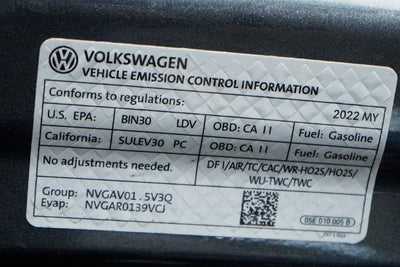 VOLKSWAGEN
VEHICLE EMISSION CONTROL INFORMATION
Conforms to regulations: 2022 MY
U.S. EPA: BIN30 LDV OBD: CA II Fuel: Gasoline
California: SULEV30 PC OBD: CA II Fuel: Gasoline
No adjustments needed. DFI/AIR/TC/CAC/WR-HO2S/HO2S/
WU-TWC/TWC
Group: NVGAV01.5V3Q
Evap: NVGAR0139VCJ
05E 010 005 B